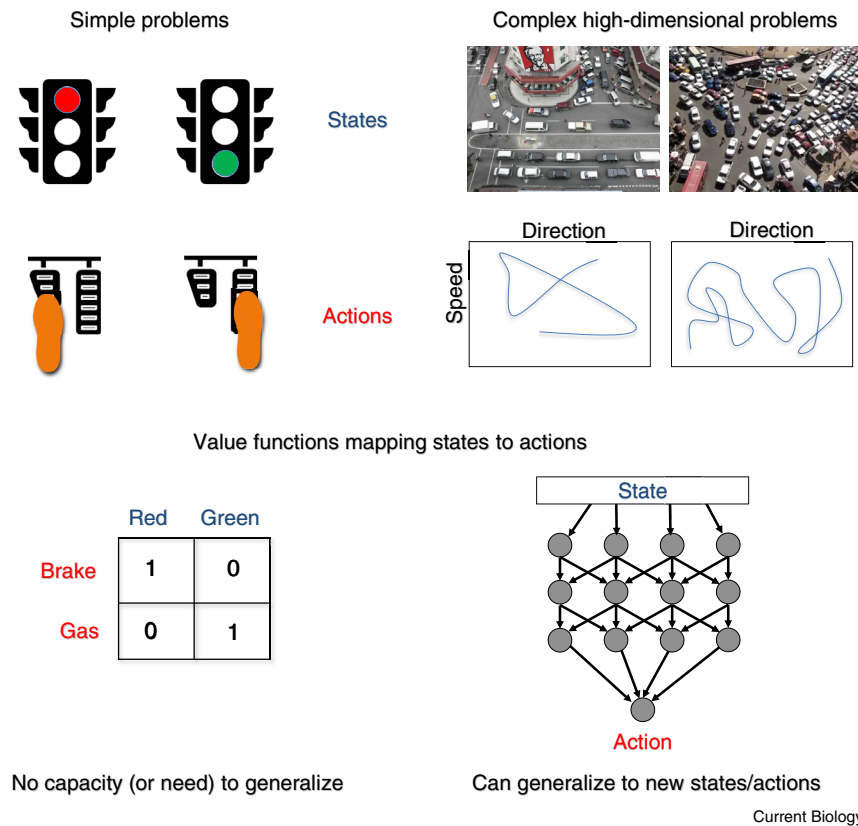 Simple problems
Complex high-dimensional problems
States
Direction
Direction
Speed
Actions
Value functions mapping states to actions
Red Green
Brake 1 0
Gas 0 1
State
Action
No capacity (or need) to generalize
Can generalize to new states/actions
Current Biology